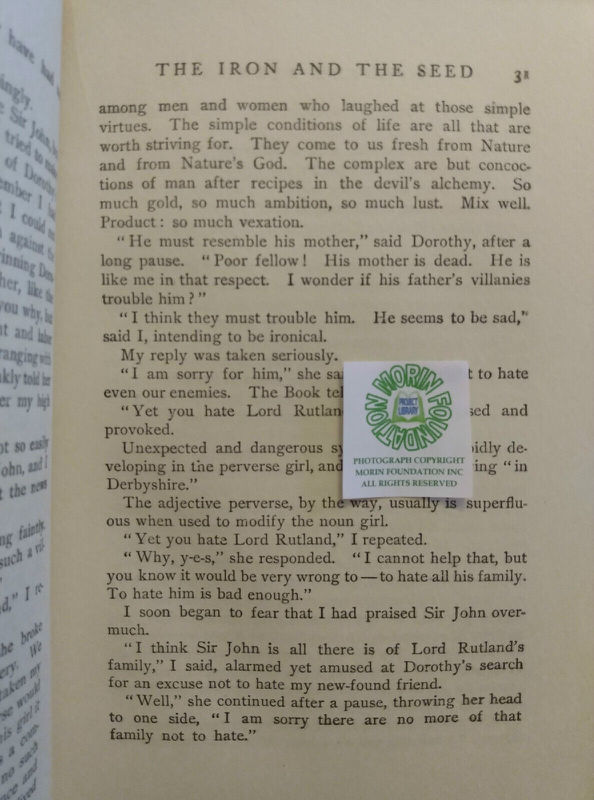 have had
THE IRON AND THE SEED 31
among men and women who laughed at those simple
virtues. The simple conditions of life are all that are
worth striving for. They come to us fresh from Nature
and from Nature's God. The complex are but concoc-
tions of man after recipes in the devil's alchemy. So
much gold, so much ambition, so much lust. Mix well.
Product: so much vexation.
"He must resemble his mother," said Dorothy, after a
long pause. "Poor fellow! His mother is dead. He is
like me in that respect. I wonder if his father's villanies
trouble him?"
"I think they must trouble him. He seems to be sad,"
said I, intending to be ironical.
My reply was taken seriously.
"I am sorry for him," she t to hate
even our enemies. The Book
"Yet you hate Lord and
provoked.
Unexpected and dangerous de-
veloping in the perverse girl, and "in
Derbyshire."
The adjective perverse, by the way, usually is superflu-
ous when used to modify the noun girl.
"Yet you hate Lord Rutland," I repeated.
"Why, y-e-s," she responded. "I cannot help that, but
you know it would be very wrong to — to hate all his family.
To hate him is bad enough."
I soon began to fear that I had praised Sir John over-
much.
"I think Sir John is all there is of Lord Rutland's
family," I said, alarmed yet amused at Dorothy's search
for an excuse not to hate my new-found friend.
"Well," she continued after a pause, throwing her head
to one side, "I am sorry there are no more of that
family not to hate."
MORIN FOUNDATION
PROJECT
LIBRARY
PHOTOGRAPH COPYRIGHT
MORIN FOUNDATION INC
ALL RIGHTS RESERVED